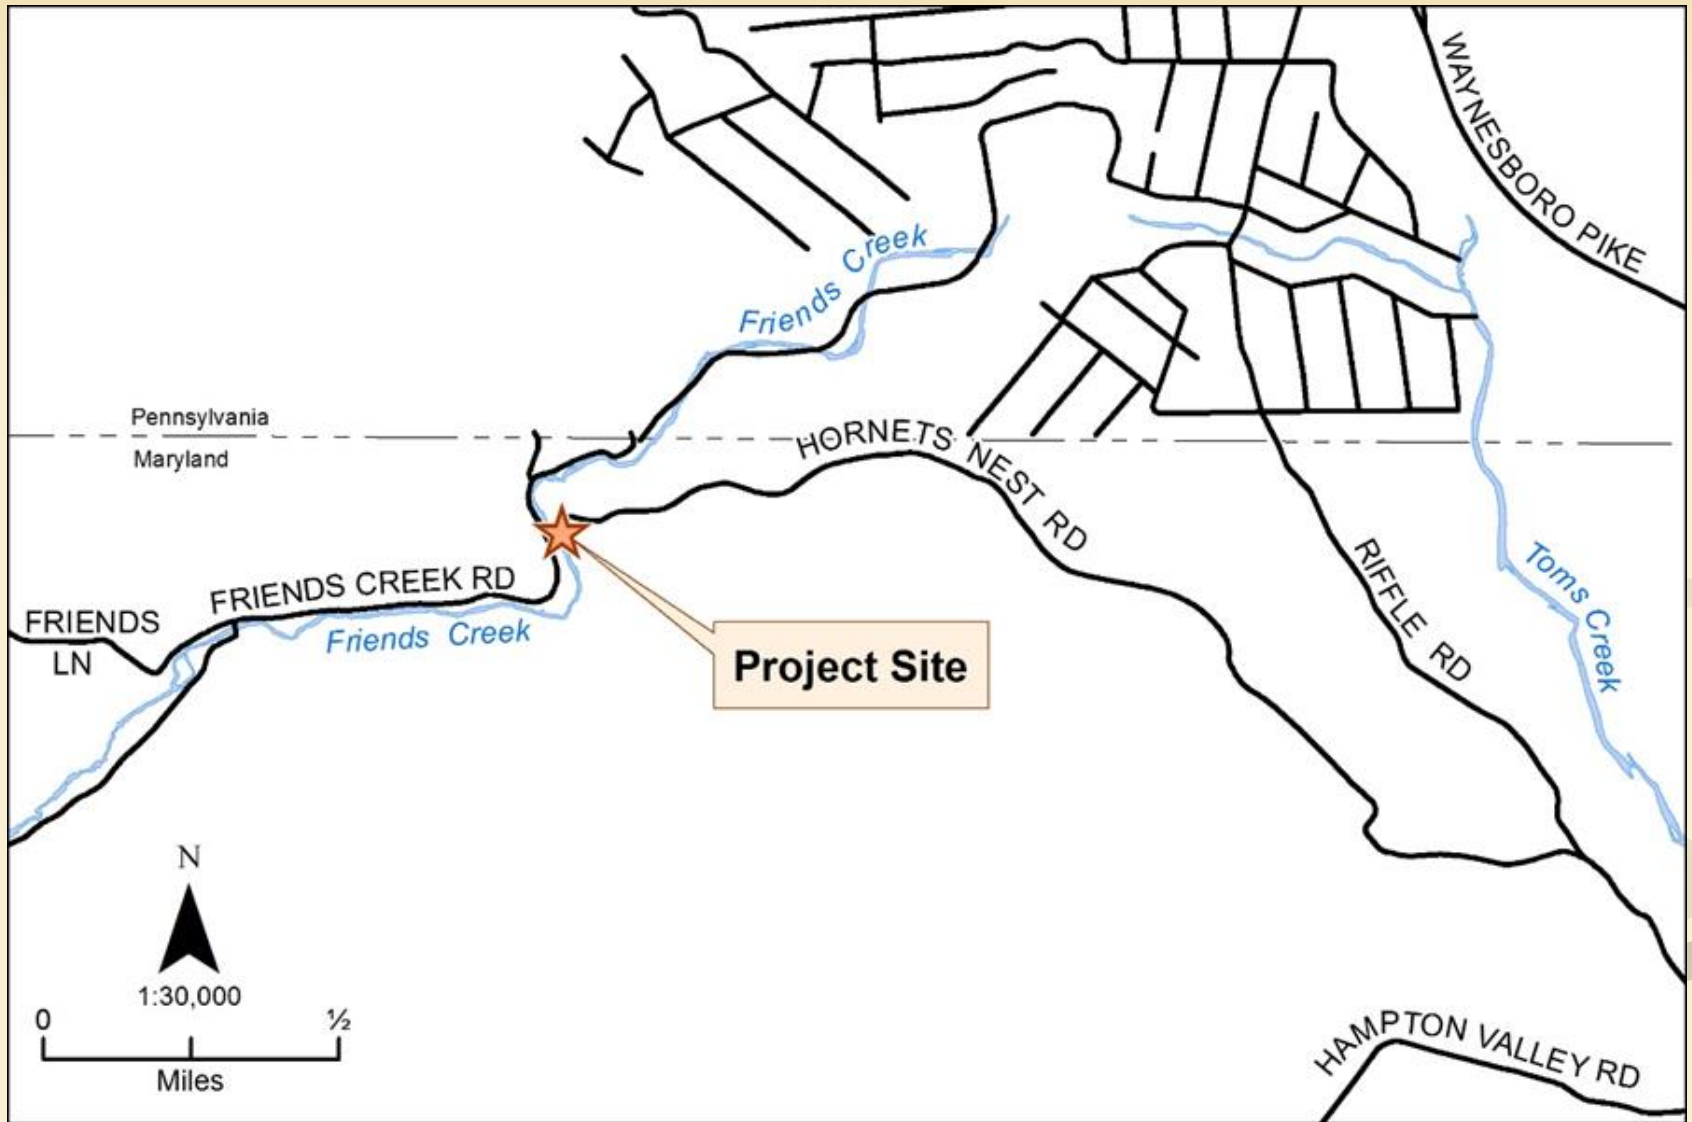 WAYNESBORO PIKE
Friends Creek
Pennsylvania
Maryland
HORNETS NEST RD
FRIENDS CREEK RD
RIFFLE RD
Toms Creek
FRIENDS
LN
Friends Creek
Project Site
N
1:30,000
0 ½
Miles
HAMPTON VALLEY RD